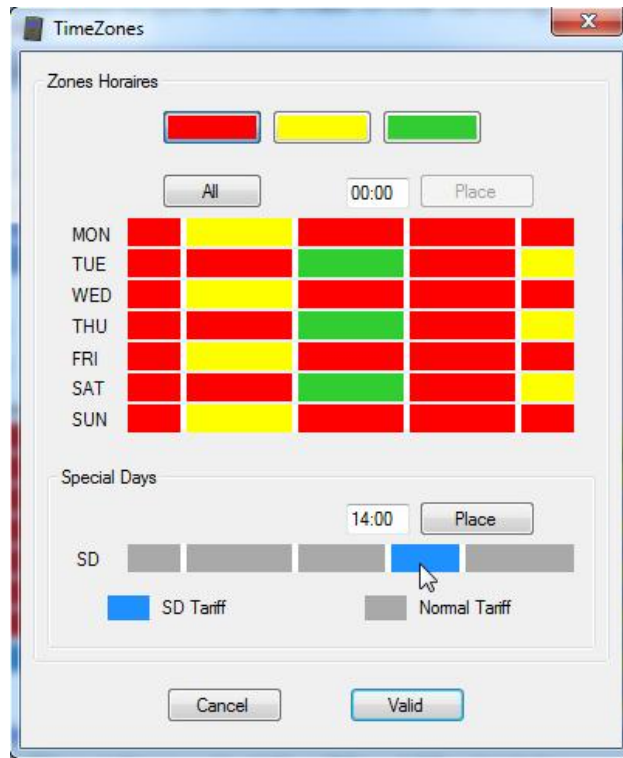 TimeZones
Zones Horaires
All 00:00 Place
MON
TUE
WED
THU
FRI
SAT
SUN
Special Days
14:00 Place
SD
SD Tariff Normal Tariff
Cancel Valid